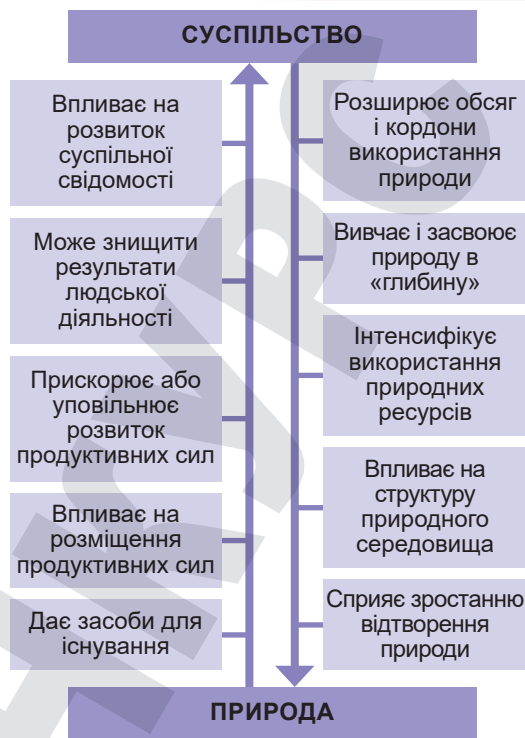 СУСПІЛЬСТВО
Впливає на
розвиток
суспільної
свідомості
Може знищити
результати
людської
діяльності
Прискорює або
уповільнює
розвиток
продуктивних сил
Впливає на
розміщення
продуктивних сил
Дає засоби для
існування
Розширює обсяг
і кордони
використання
природи
Вивчає і засвоює
природу в
«глибину»
Інтенсифікує
використання
природних
ресурсів
Впливає на
структуру
природного
середовища
Сприяє зростанню
відтворення
природи
ПРИРОДА